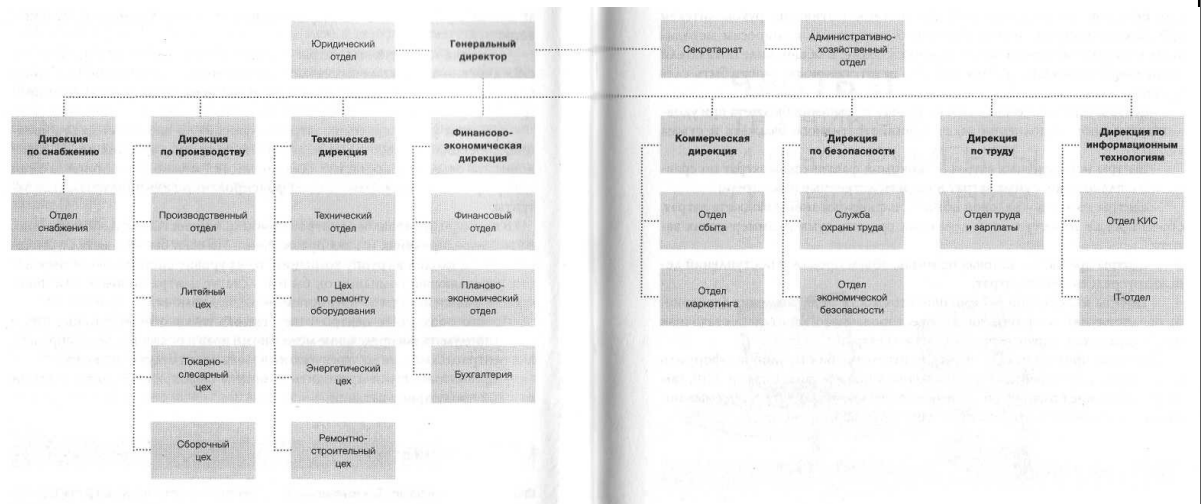 Юридический
отдел
Генеральный
директор
Секретариат
Административно-
хозяйственный
отдел
Дирекция
по снабжению
Дирекция
по производству
Техническая
дирекция
Финансово-
экономическая
дирекция
Коммерческая
дирекция
Дирекция
по безопасности
Дирекция
по труду
Дирекция по
информационным
технологиям
Отдел
снабжения
Производственный
отдел
Технический
отдел
Финансовый
отдел
Отдел
сбыта
Служба
охраны труда
Отдел труда
и зарплаты
Отдел КИС
Литейный
цех
Цех
по ремонту
оборудования
Планово-
экономический
отдел
Отдел
маркетинга
Отдел
экономической
безопасности
IT-отдел
Токарно-
слесарный
цех
Энергетический
цех
Бухгалтерия
Сборочный
цех
Ремонтно-
строительный
цех